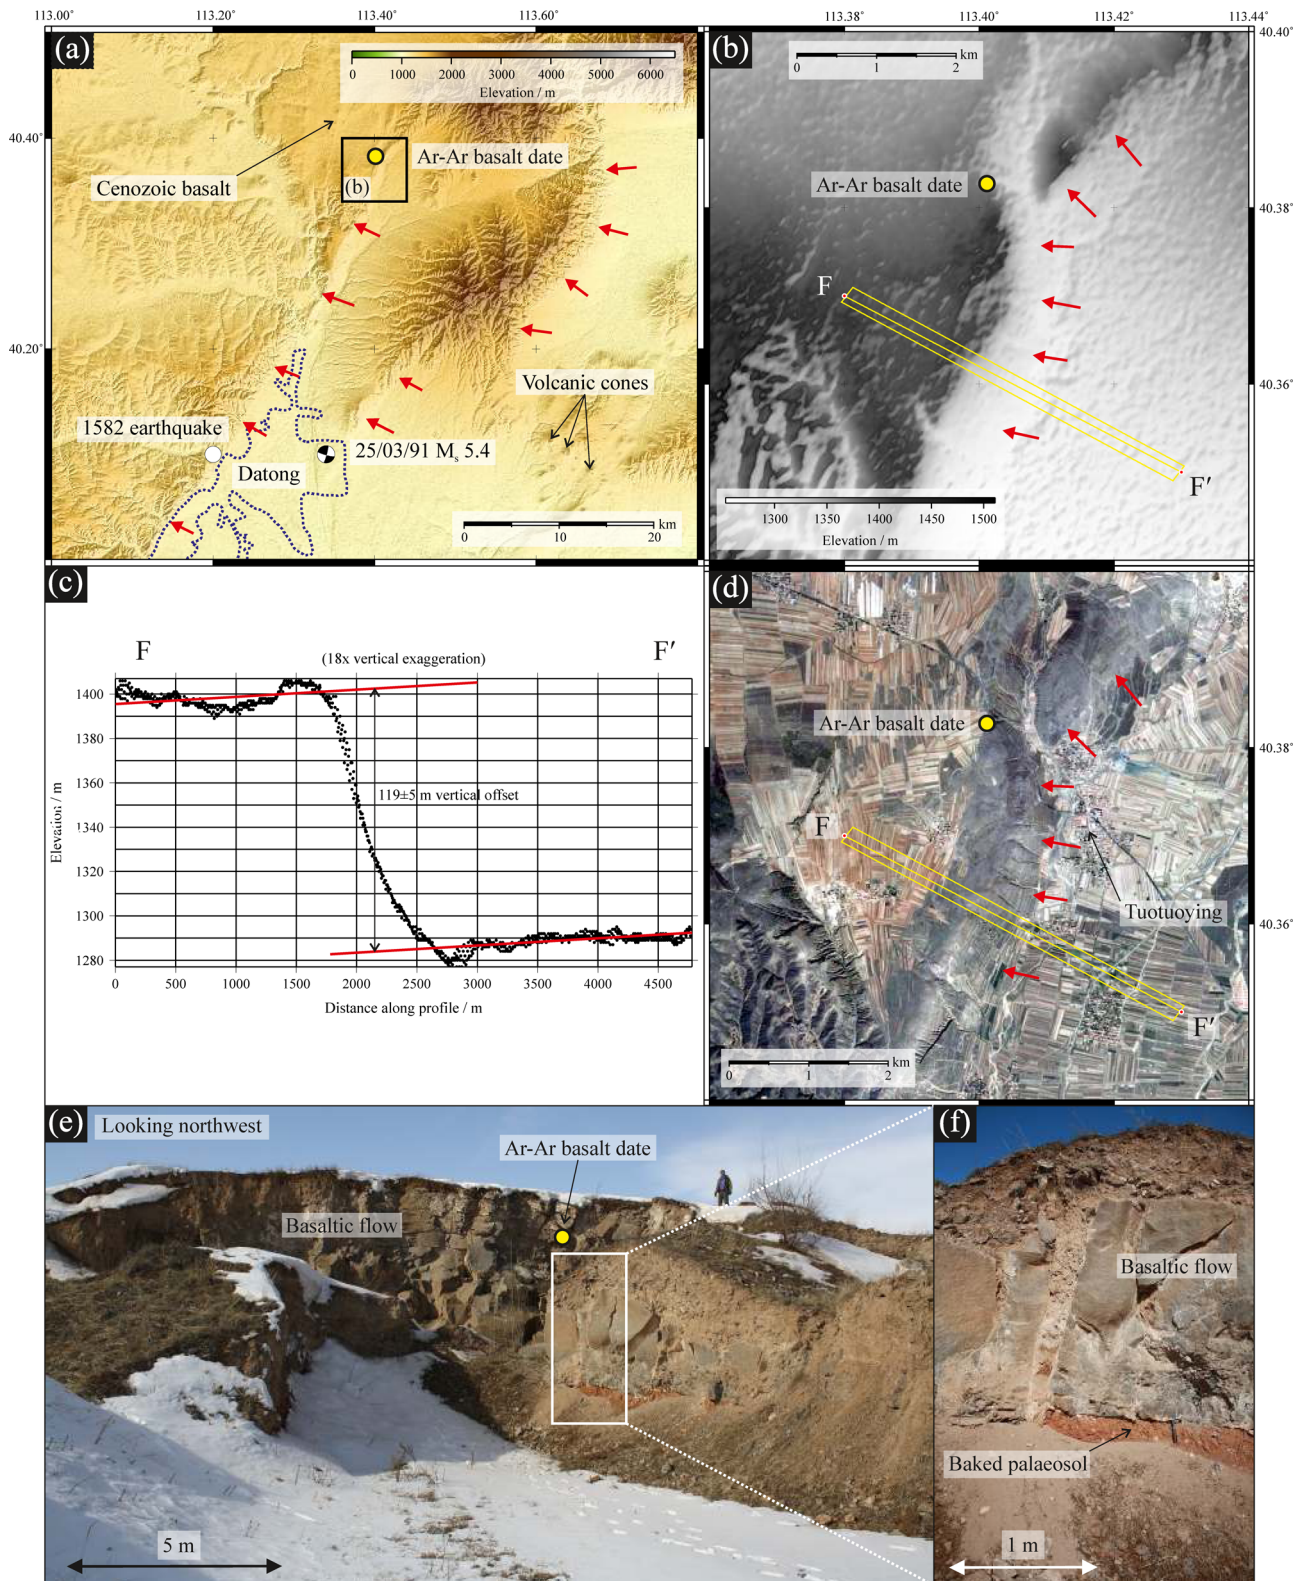 113.00° 113.20° 113.40° 113.60°
(a)
0 1000 2000 3000 4000 5000 6000
Elevation / m
40.40°
40.20°
Cenozoic basalt
Ar-Ar basalt date
(b)
Volcanic cones
1582 earthquake
Datong
25/03/91 Ms 5.4
km
0 10 20
113.38° 113.40° 113.42° 113.44°
(b)
km
0 1 2
40.40°
40.38°
40.36°
Ar-Ar basalt date
F
F′
1300 1350 1400 1450 1500
Elevation / m
(c)
F F′
(18x vertical exaggeration)
1400
1380
1360
1340
1320
1300
1280
Elevation / m
119±5 m vertical offset
0 500 1000 1500 2000 2500 3000 3500 4000 4500
Distance along profile / m
(d)
40.38°
40.36°
Ar-Ar basalt date
F
Tuotuoying
F′
km
0 1 2
(e)
Looking northwest
Ar-Ar basalt date
Basaltic flow
5 m
(f)
Basaltic flow
Baked palaeosol
1 m